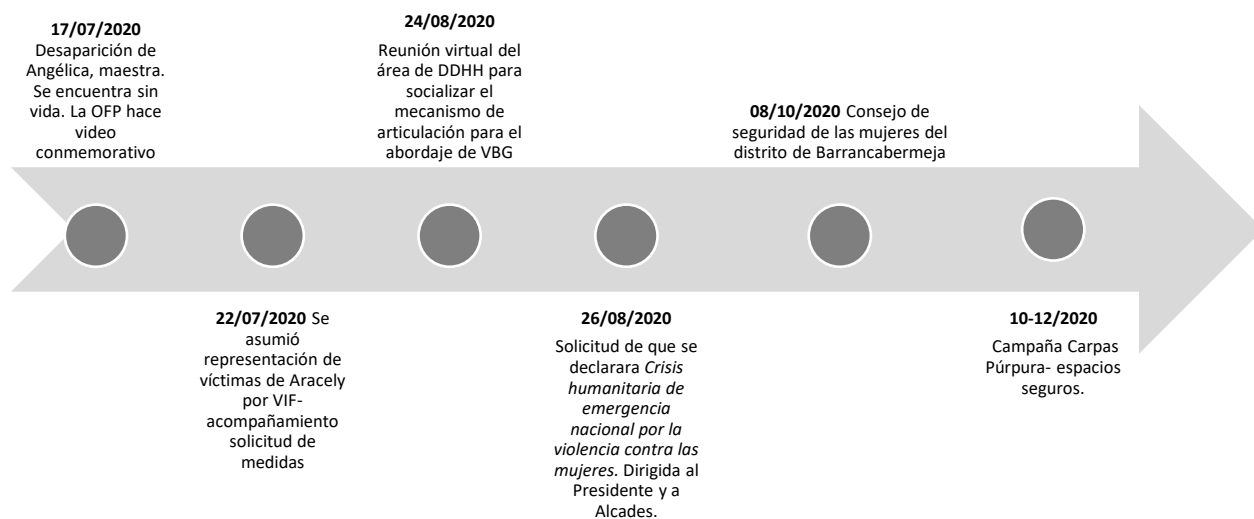 17/07/2020
Desaparición de
Angélica, maestra.
Se encuentra sin
vida. La OFP hace
video
conmemorativo
22/07/2020 Se
asumió
representación de
víctimas de Aracely
por VIF-
acompañamiento
solicitud de
medidas
24/08/2020
Reunión virtual del
área de DDHH para
socializar el
mecanismo de
articulación para el
abordaje de VBG
26/08/2020
Solicitud de que se
declarara Crisis
humanitaria de
emergencia
nacional por la
violencia contra las
mujeres. Dirigida al
Presidente y a
Alcades.
08/10/2020 Consejo de
seguridad de las mujeres del
distrito de Barrancabermeja
10-12/2020
Campaña Carpas
Púrpura- espacios
seguros.